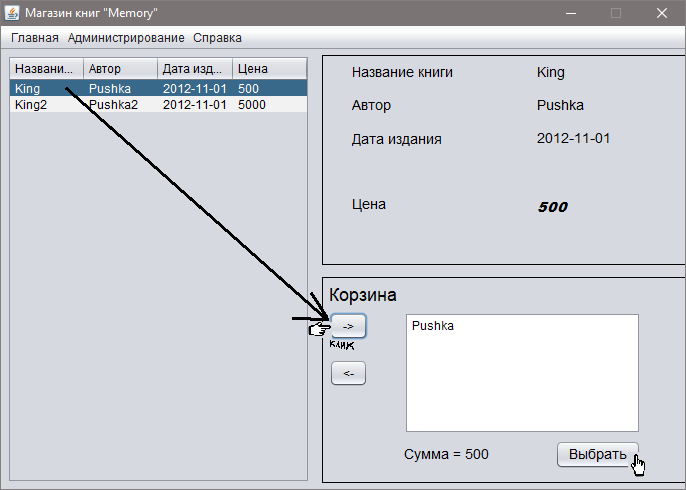 Магазин книг "Memory"
Главная Администрирование Справка
Названи... Автор Дата изд... Цена
King Pushka 2012-11-01 500
King2 Pushka2 2012-11-01 5000
Название книги King
Автор Pushka
Дата издания 2012-11-01
Цена 500
Корзина
->
клик
<-
Pushka
Сумма = 500 Выбрать